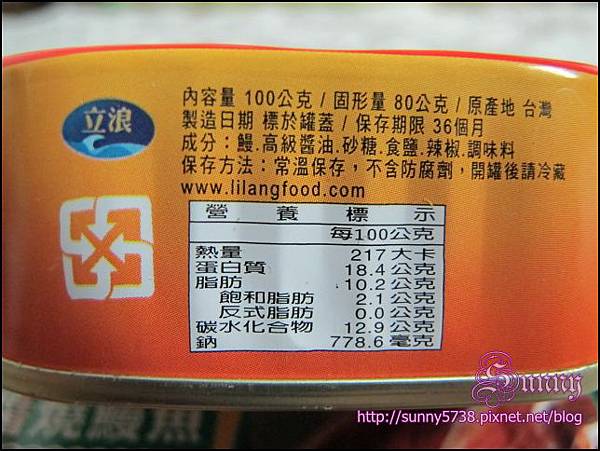 立浪
內容量 100公克 / 固形量 80公克 / 原產地 台灣
製造日期 標於罐蓋 / 保存期限 36個月
成分：鰻.高級醬油.砂糖.食鹽.辣椒.調味料
保存方法：常溫保存，不含防腐劑，開罐後請冷藏
www.lilangfood.com
營養標示
每100公克
熱量 217大卡
蛋白質 18.4公克
脂肪 10.2公克
飽和脂肪 2.1公克
反式脂肪 0.0公克
碳水化合物 12.9公克
鈉 778.6毫克
Sunny
http://sunny5738.pixnet.net/blog
燒鰻魚